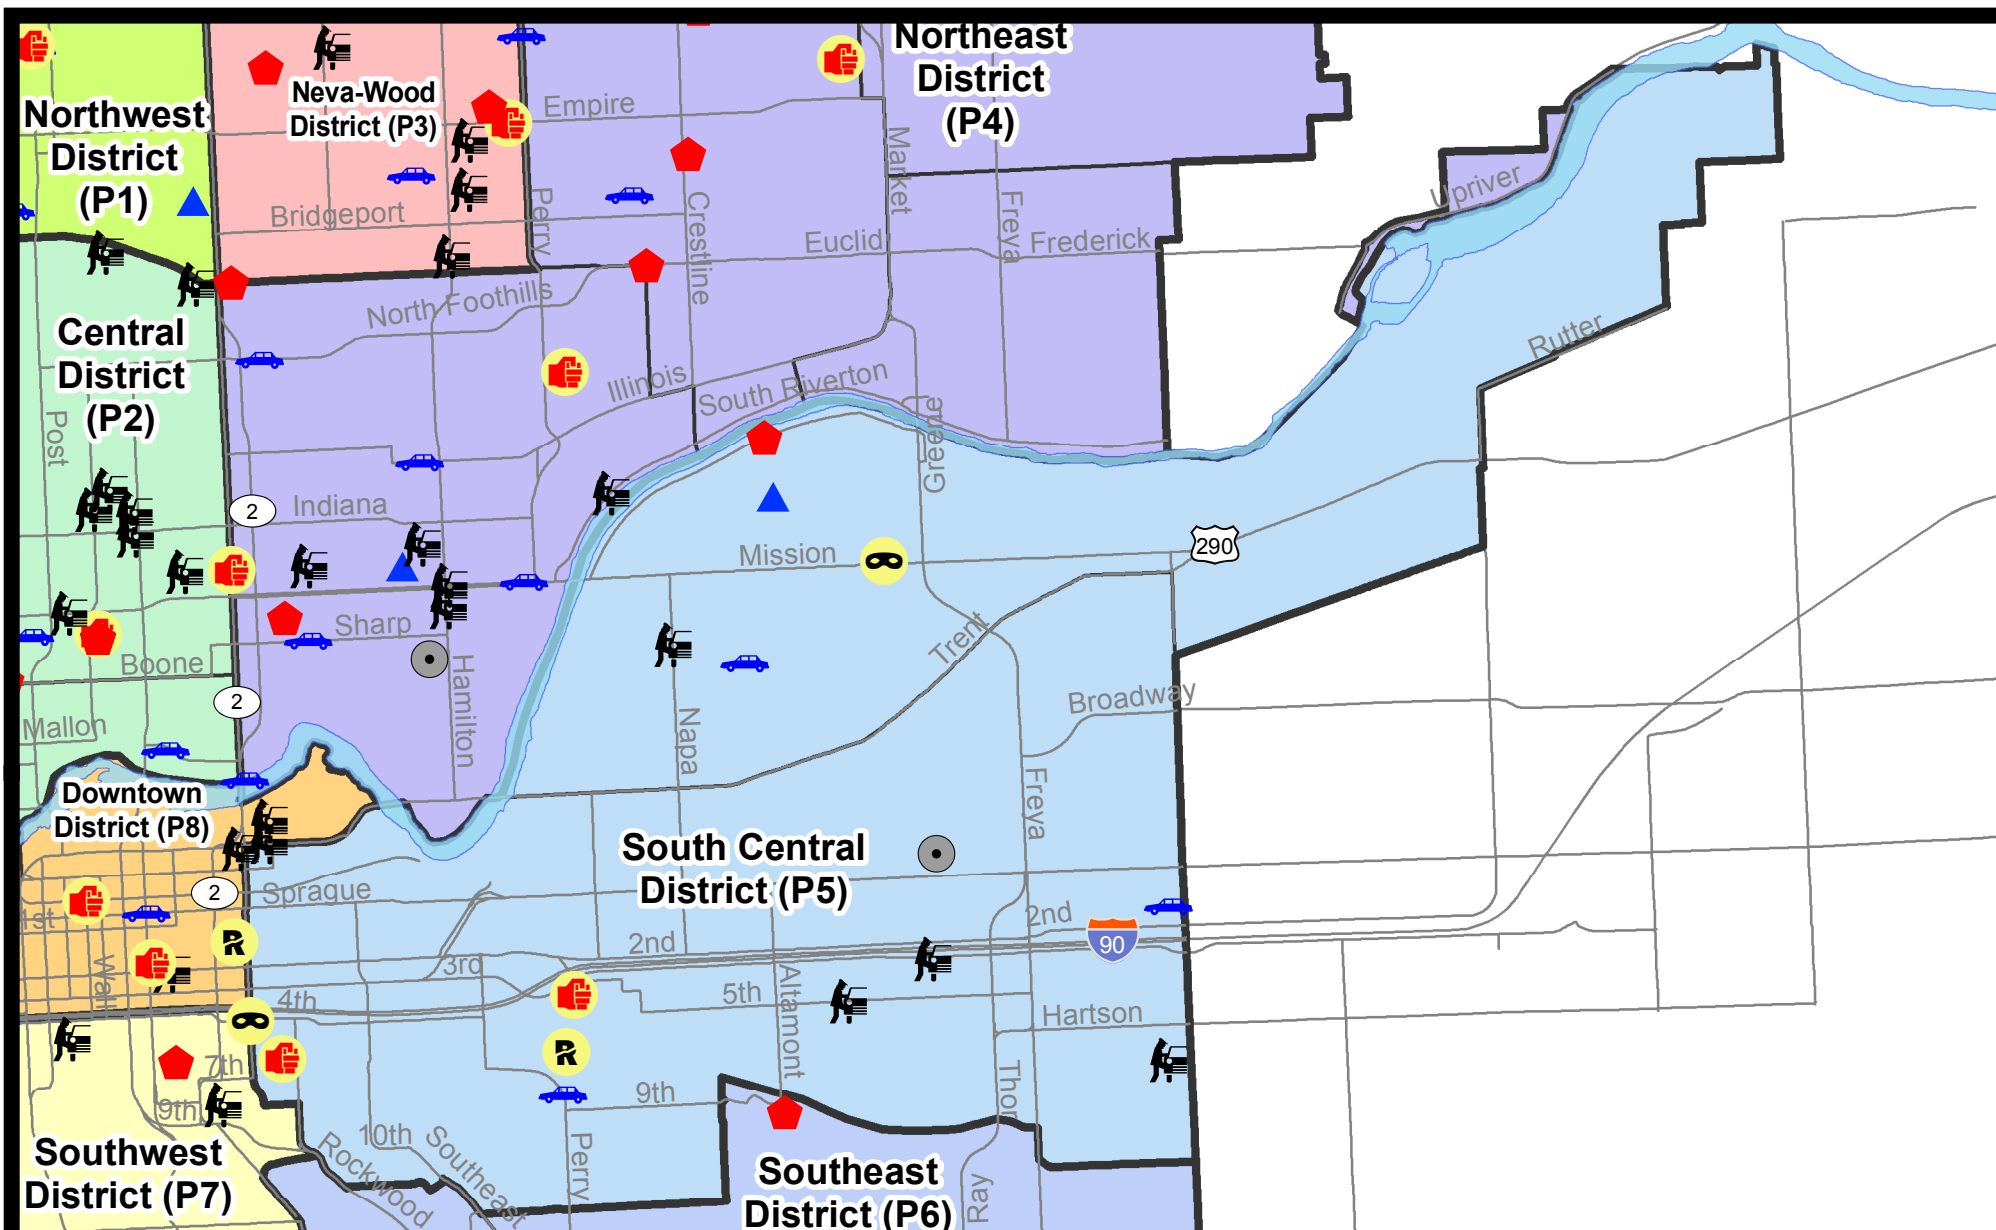 Northeast
District
(P4)
Neva-Wood
District (P3)
Empire
Northwest
District
(P1)
Market
Upriver
Bridgeport
Perry
Crestline
Freya
Euclid
Frederick
North Foothills
Central
District
(P2)
Rutter
Illinois
South Riverton
Post
Greene
2
Indiana
290
Mission
Sharp
Trent
Boone
Hamilton
2
Broadway
Mallon
Napa
Downtown
District (P8)
Freya
South Central
District (P5)
Sprague
2
1st
2nd
2nd
90
3rd
Wall
4th
5th
Altamont
Hartson
7th
9th
9th
Thor
10th
Southeast
Rockwood
Perry
Southwest
District (P7)
Southeast
District (P6)
Ray
R
R